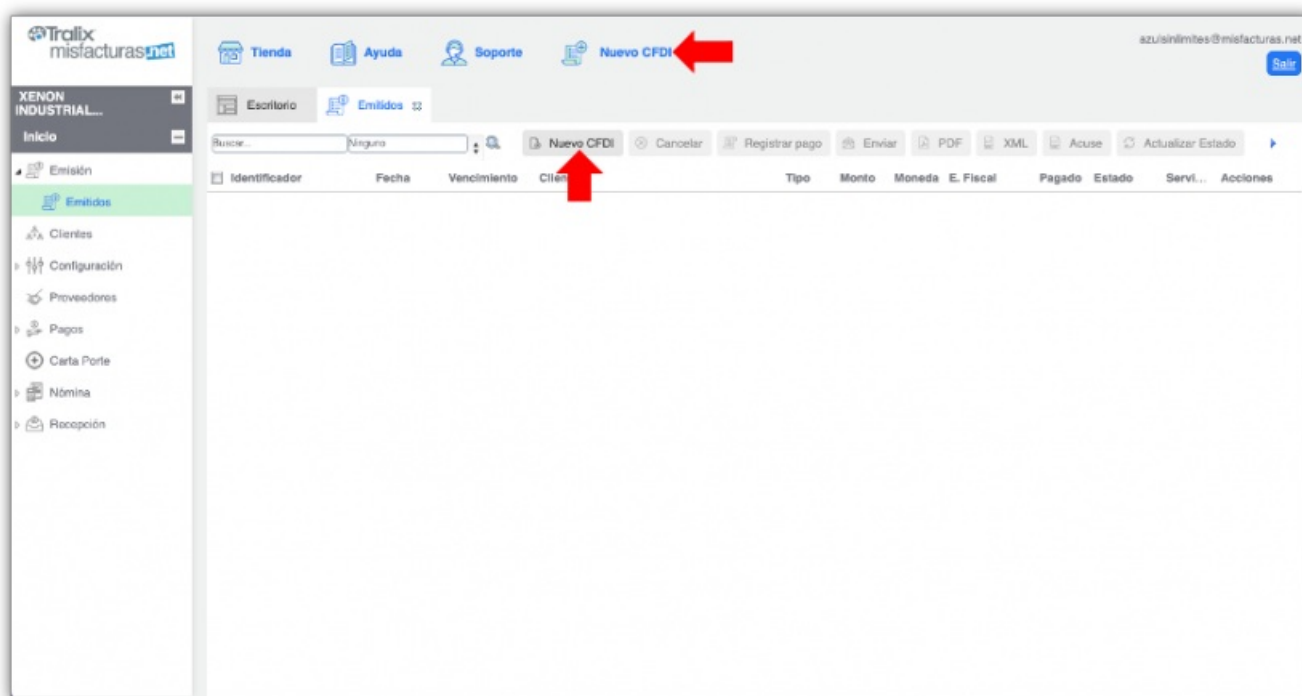 Tralix
misfacturas.net
Tienda Ayuda Soporte Nuevo CFDI
azulsinlimites@misfacturas.net
Salir
XENON
INDUSTRIAL...
Inicio
Emisión
Emitidos
Clientes
Configuración
Proveedores
Pagos
Carta Porte
Nómina
Recepción
Escritorio Emitidos
Buscar... Ninguno Nuevo CFDI Cancelar Registrar pago Enviar PDF XML Acuse Actualizar Estado
Identificador Fecha Vencimiento Clien Tipo Monto Moneda E. Fiscal Pagado Estado Servi... Acciones